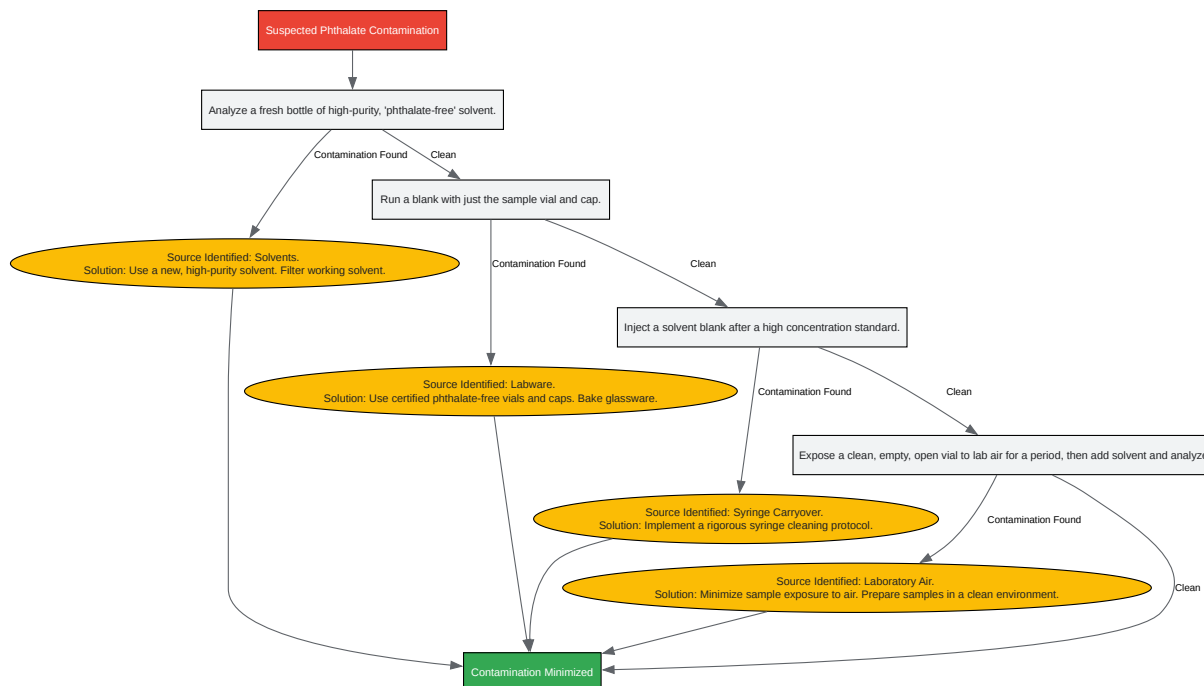 Suspected Phthalate Contamination
Analyze a fresh bottle of high-purity, 'phthalate-free' solvent.
Contamination Found
Clean
Run a blank with just the sample vial and cap.
Source Identified: Solvents.
Solution: Use a new, high-purity solvent. Filter working solvent.
Contamination Found
Clean
Inject a solvent blank after a high concentration standard.
Source Identified: Labware.
Solution: Use certified phthalate-free vials and caps. Bake glassware.
Contamination Found
Clean
Expose a clean, empty, open vial to lab air for a period, then add solvent and analyze
Source Identified: Syringe Carryover.
Solution: Implement a rigorous syringe cleaning protocol.
Contamination Found
Source Identified: Laboratory Air.
Solution: Minimize sample exposure to air. Prepare samples in a clean environment.
Clean
Contamination Minimized